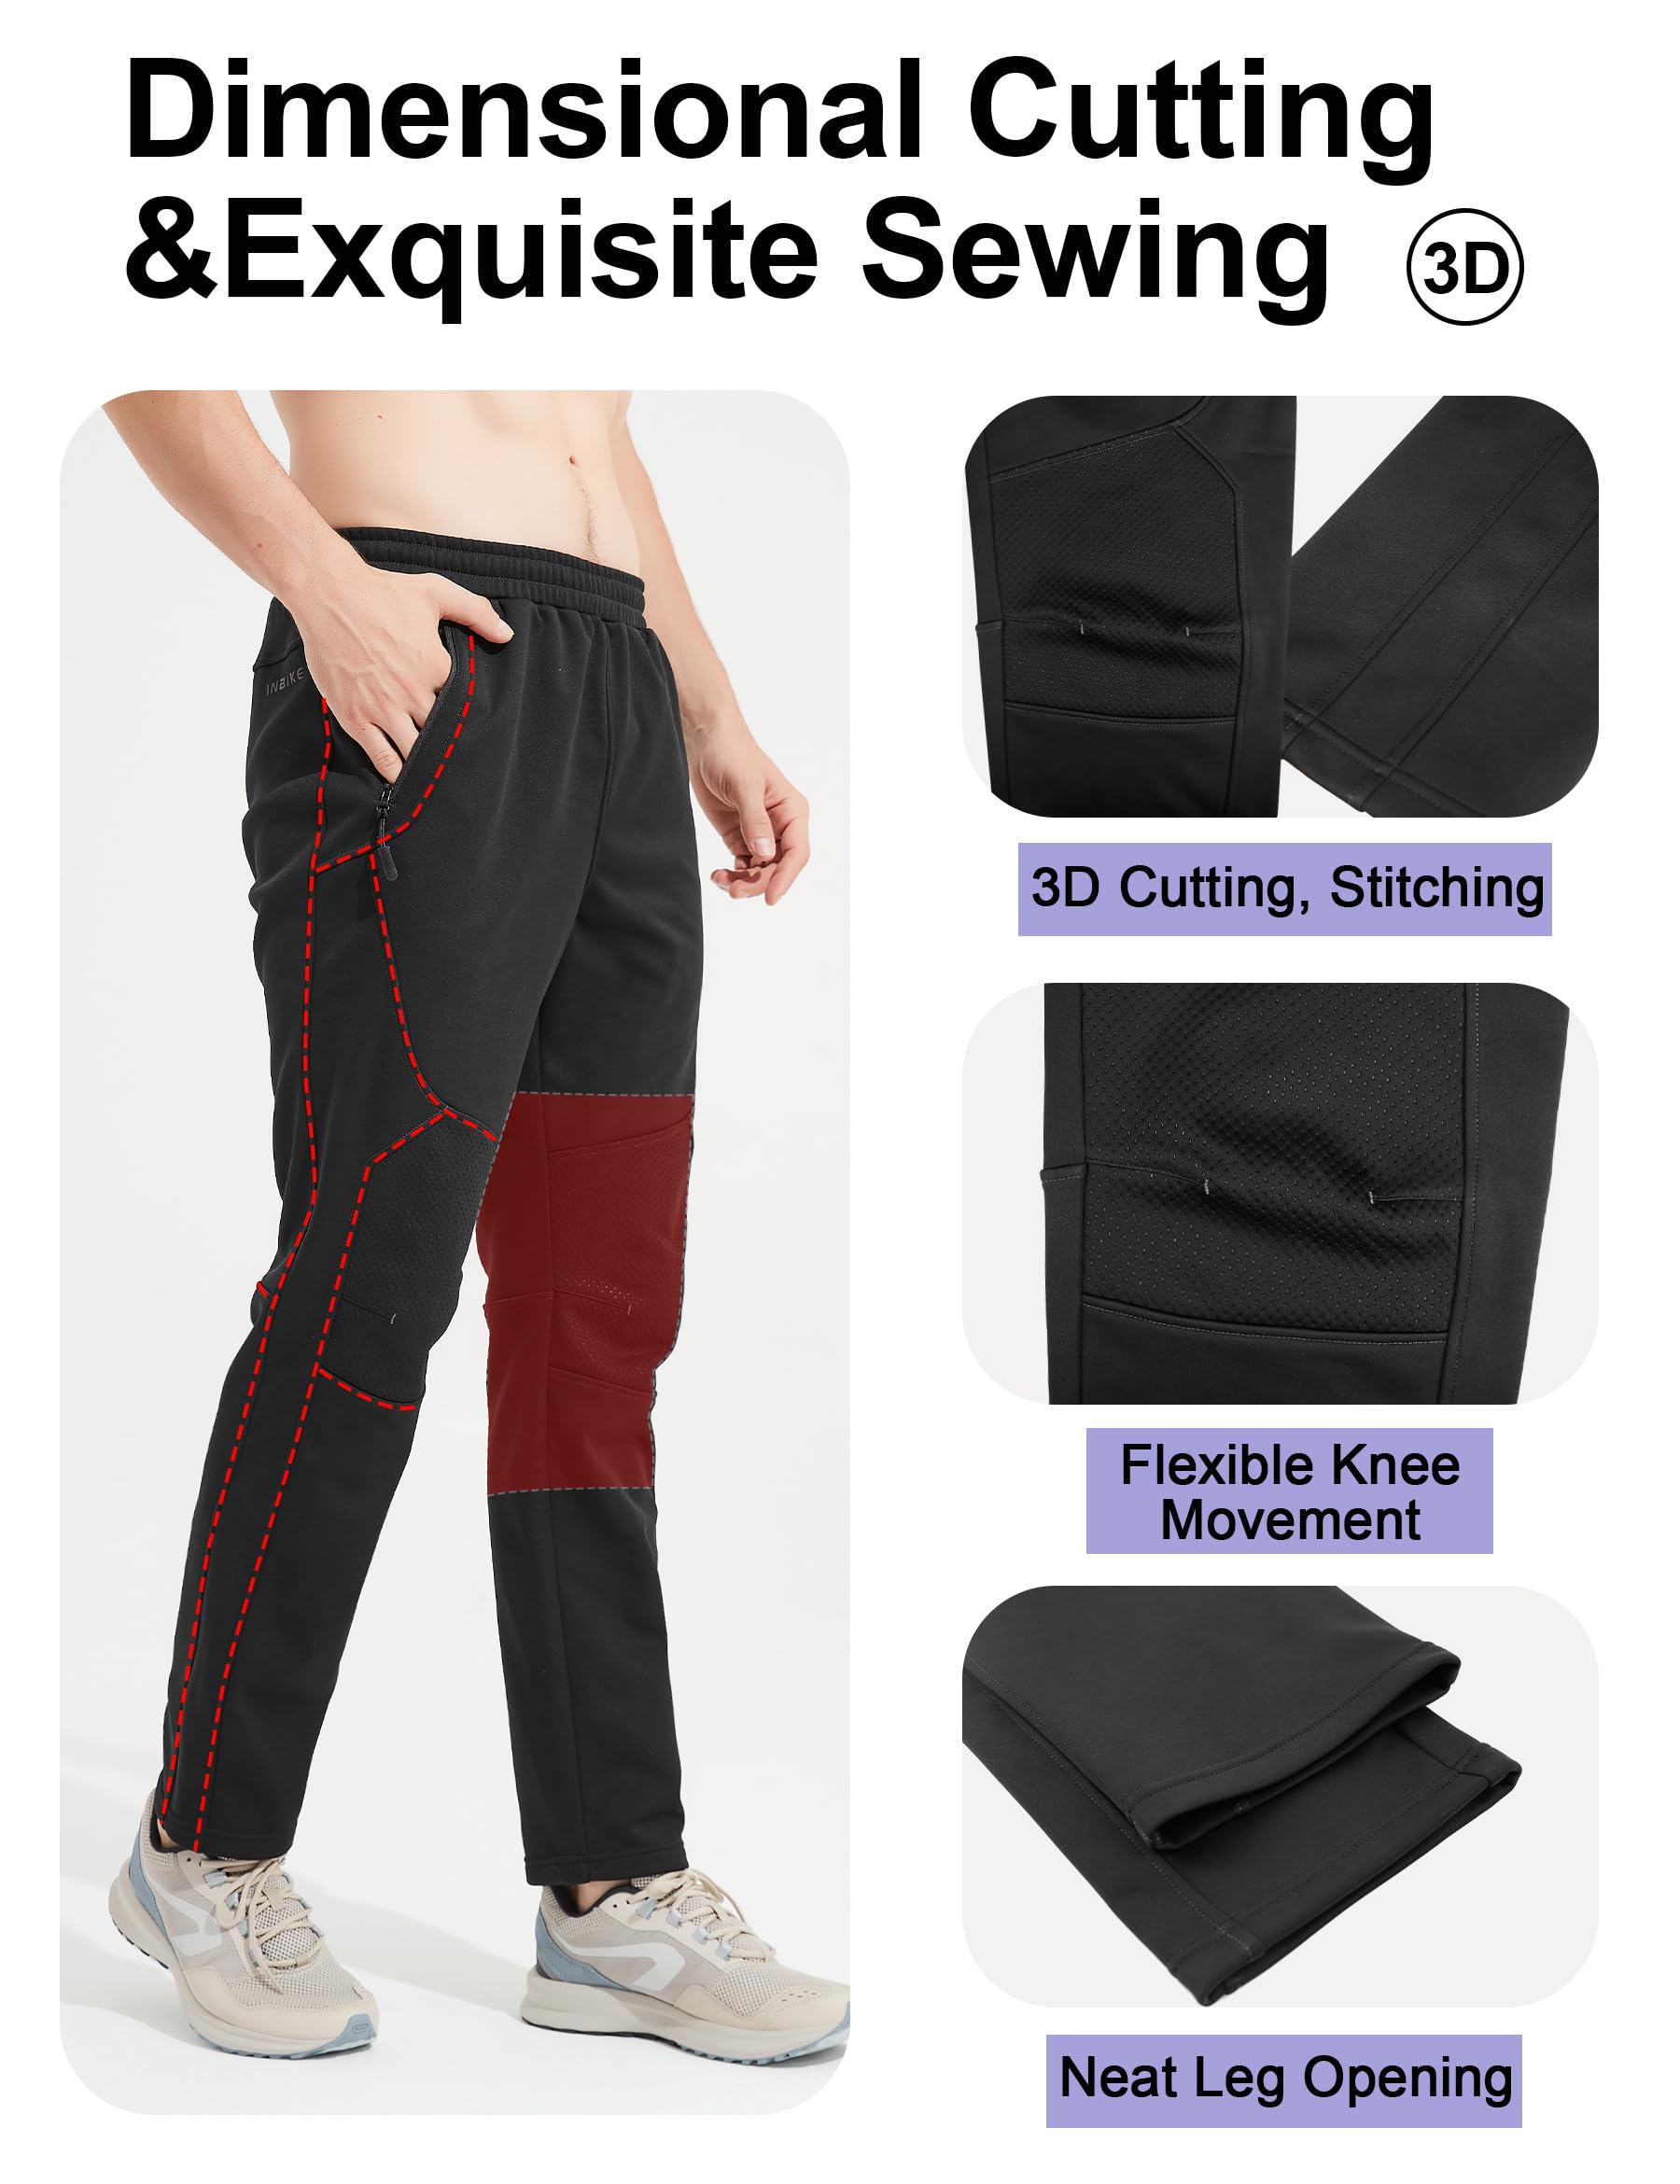 Dimensional Cutting
&Exquisite Sewing
3D
INBIKE
3D Cutting, Stitching
Flexible Knee
Movement
Neat Leg Opening